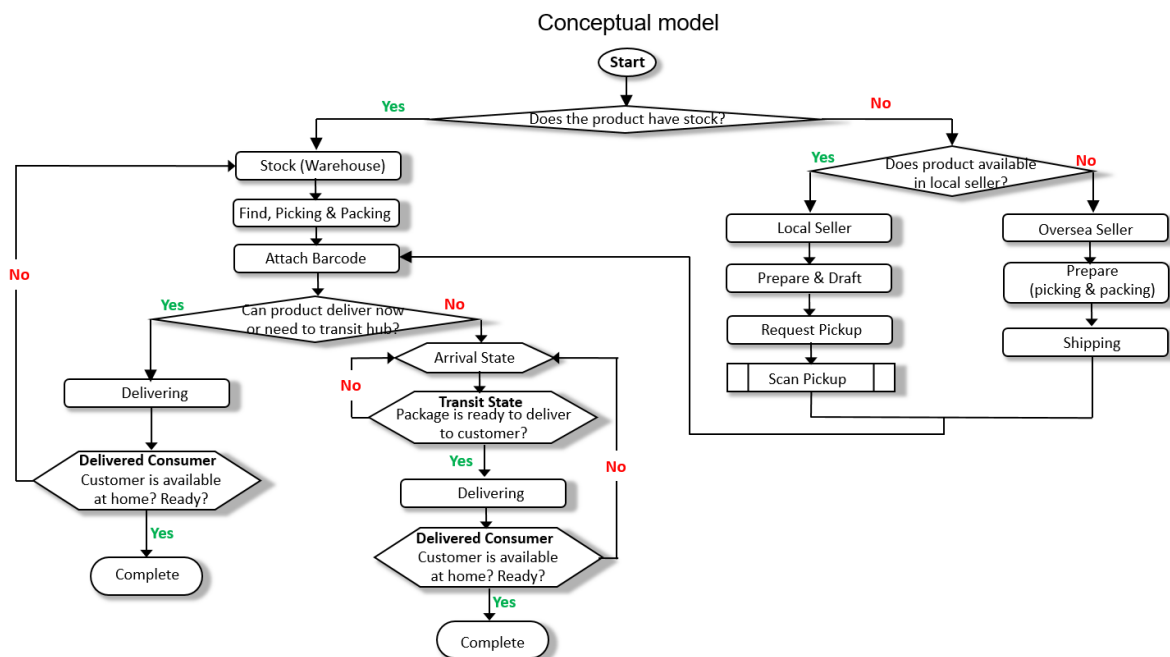 Conceptual model
Start
Yes
No
Does the product have stock?
Yes
Does product available
in local seller?
No
Stock (Warehouse)
Find, Picking & Packing
Attach Barcode
Local Seller
Oversea Seller
Prepare & Draft
Prepare
(picking & packing)
Request Pickup
Shipping
Scan Pickup
No
Yes
Can product deliver now
or need to transit hub?
No
Arrival State
No
Transit State
Package is ready to deliver
to customer?
Delivering
Yes
No
Delivered Consumer
Customer is available
at home? Ready?
Delivering
Yes
Delivered Consumer
Customer is available
at home? Ready?
Complete
Yes
Complete